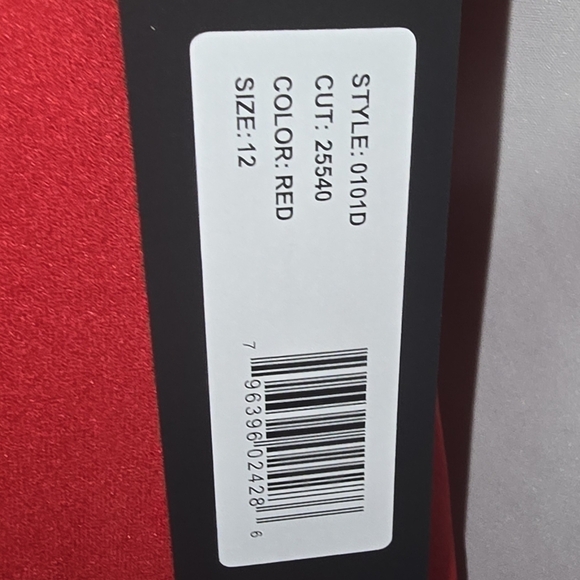 STYLE: 0101D
CUT: 25540
COLOR: RED
SIZE: 12
7 96396 02428 6